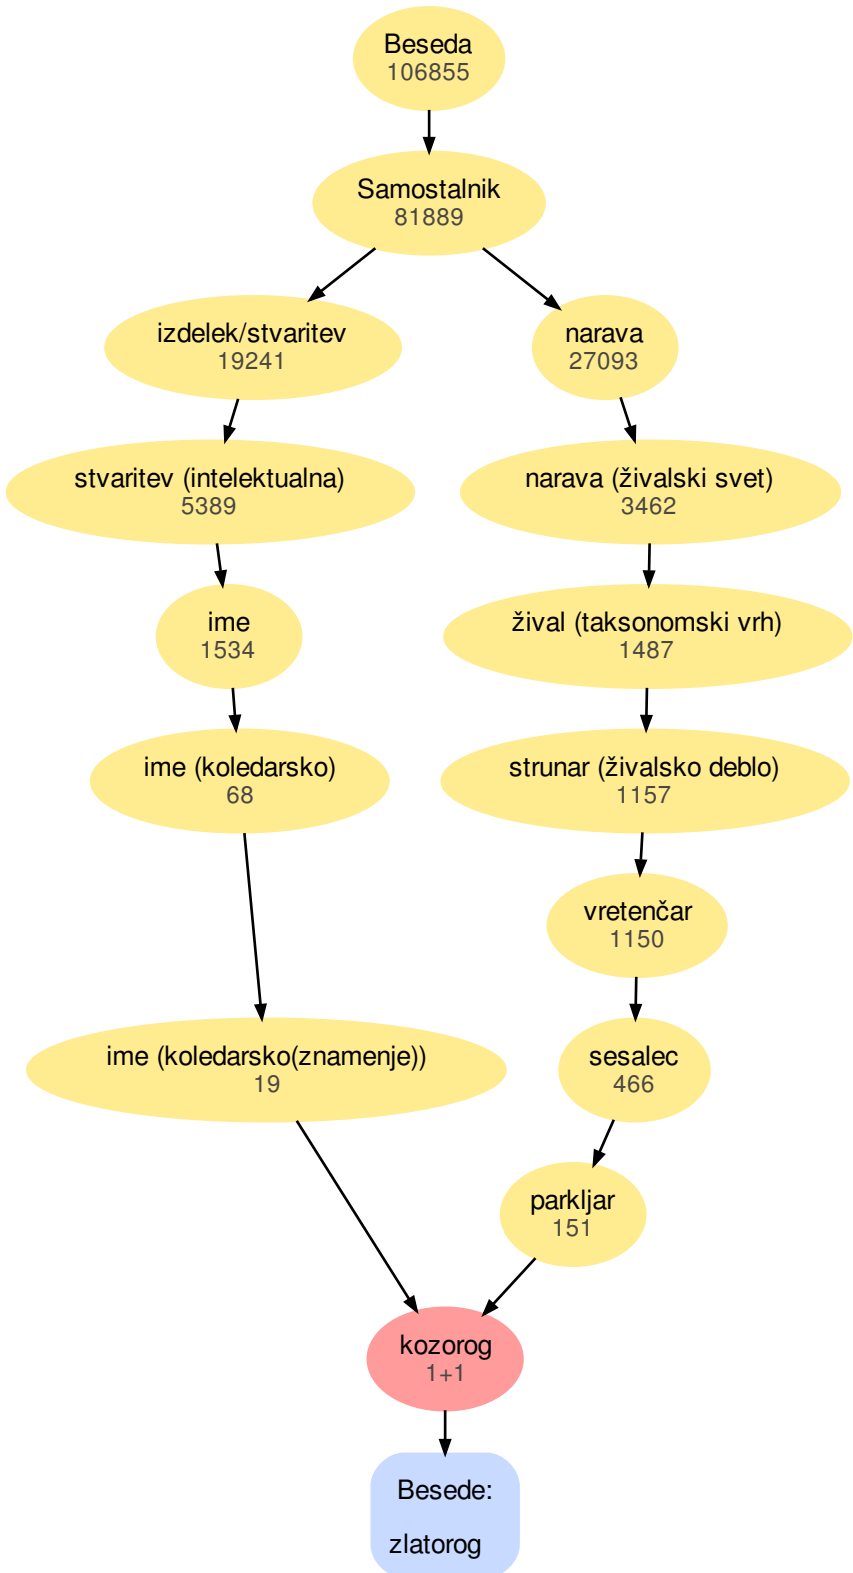 Beseda
106855
Samostalnik
81889
izdelek/stvaritev
19241
narava
27093
stvaritev (intelektualna)
5389
narava (živalski svet)
3462
ime
1534
žival (taksonomski vrh)
1487
ime (koledarsko)
68
strunar (živalsko deblo)
1157
vretenčar
1150
ime (koledarsko(znamenje))
19
sesalec
466
parkljar
151
kozorog
1+1
Besede:
zlatorog